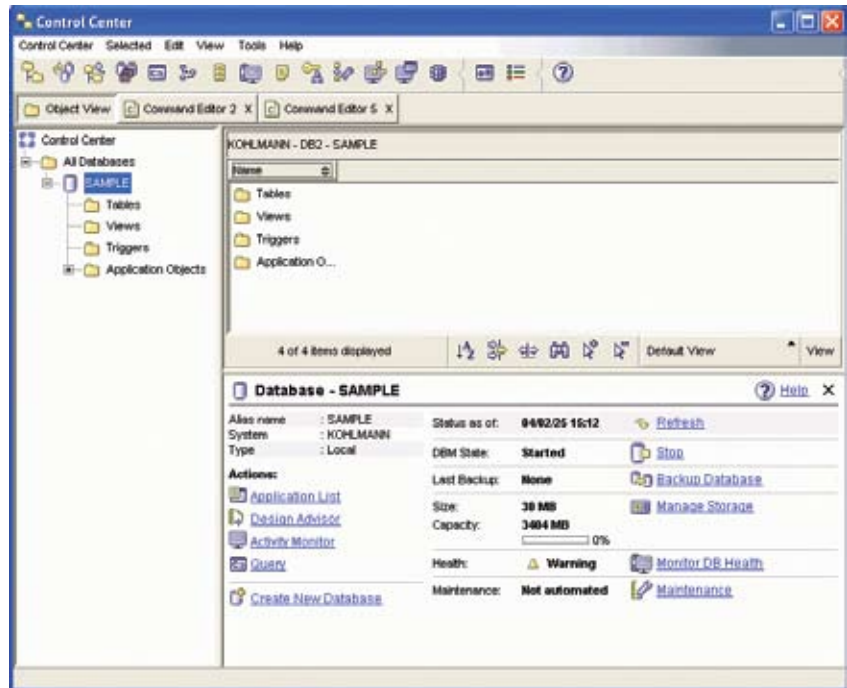 Control Center
Control Center Selected Edit View Tools Help
Object View Command Editor 2 X Command Editor 5 X
Control Center
All Databases
SAMPLE
Tables
Views
Triggers
Application Objects
KOHLMANN - DB2 - SAMPLE
Name
Tables
Views
Triggers
Application O...
4 of 4 items displayed Default View View
Database - SAMPLE Help X
Alias name : SAMPLE
System : KOHLMANN
Type : Local
Actions:
Application List
Design Advisor
Activity Monitor
Query
Create New Database
Status as of: 04/02/25 15:12 Refresh
DBM State: Started Stop
Last Backup: None Backup Database
Size: 30 MB Manage Storage
Capacity: 3404 MB
0%
Health: Warning Monitor DB Health
Maintenance: Not automated Maintenance